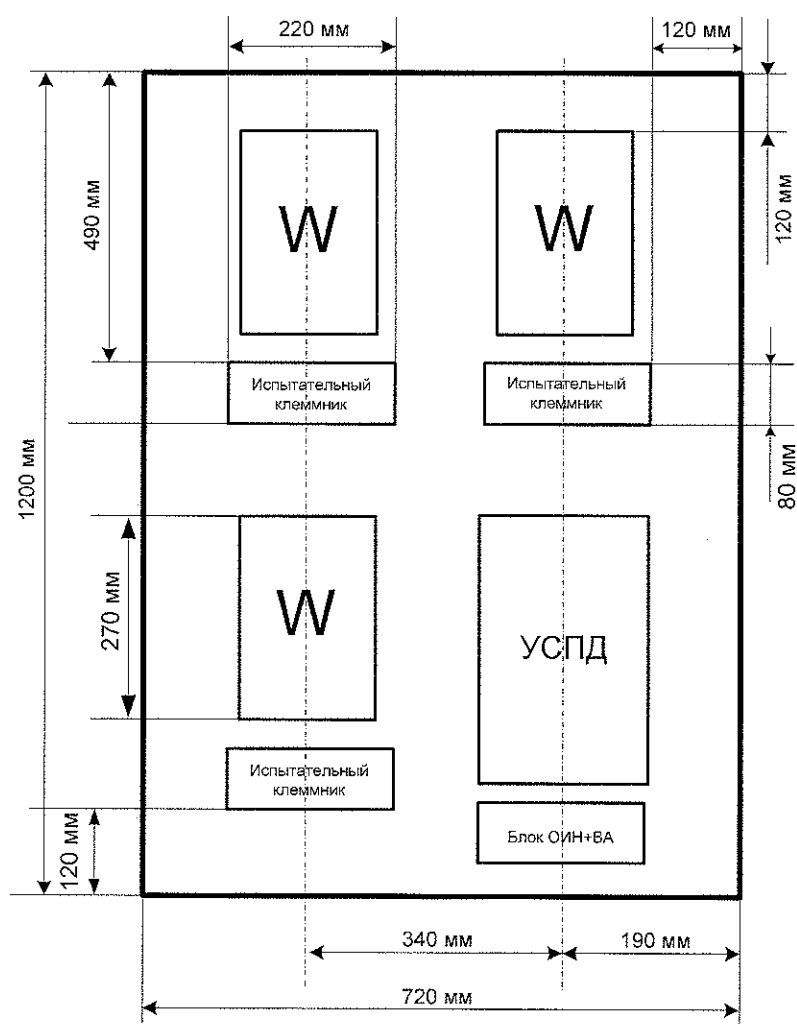 220 мм
120 мм
490 мм
W
W
120 мм
Испытательный
клеммник
Испытательный
клеммник
80 мм
1200 мм
270 мм
W
УСПД
Испытательный
клеммник
120 мм
Блок ОИН+ВА
340 мм
190 мм
720 мм